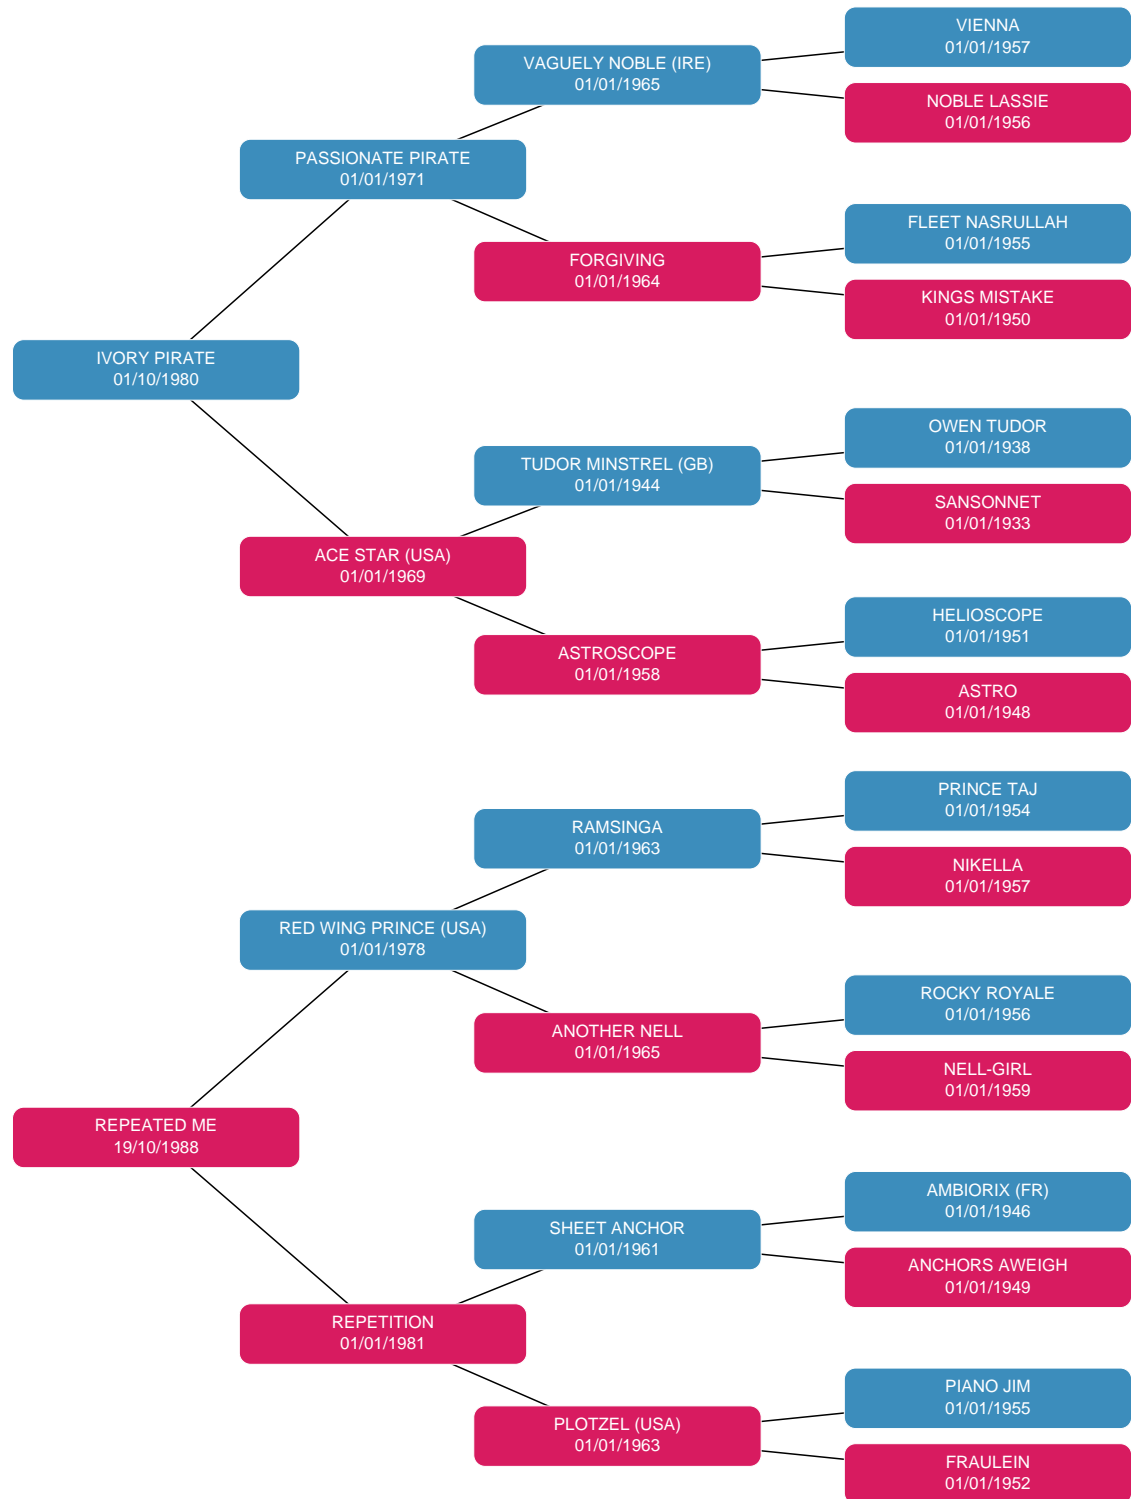 VIENNA
01/01/1957
VAGUELY NOBLE (IRE)
01/01/1965
NOBLE LASSIE
01/01/1956
PASSIONATE PIRATE
01/01/1971
FLEET NASRULLAH
01/01/1955
FORGIVING
01/01/1964
KINGS MISTAKE
01/01/1950
IVORY PIRATE
01/10/1980
OWEN TUDOR
01/01/1938
TUDOR MINSTREL (GB)
01/01/1944
SANSONNET
01/01/1933
ACE STAR (USA)
01/01/1969
HELIOSCOPE
01/01/1951
ASTROSCOPE
01/01/1958
ASTRO
01/01/1948
PRINCE TAJ
01/01/1954
RAMSINGA
01/01/1963
NIKELLA
01/01/1957
RED WING PRINCE (USA)
01/01/1978
ROCKY ROYALE
01/01/1956
ANOTHER NELL
01/01/1965
NELL-GIRL
01/01/1959
REPEATED ME
19/10/1988
AMBIORIX (FR)
01/01/1946
SHEET ANCHOR
01/01/1961
ANCHORS AWEIGH
01/01/1949
REPETITION
01/01/1981
PIANO JIM
01/01/1955
PLOTZEL (USA)
01/01/1963
FRAULEIN
01/01/1952